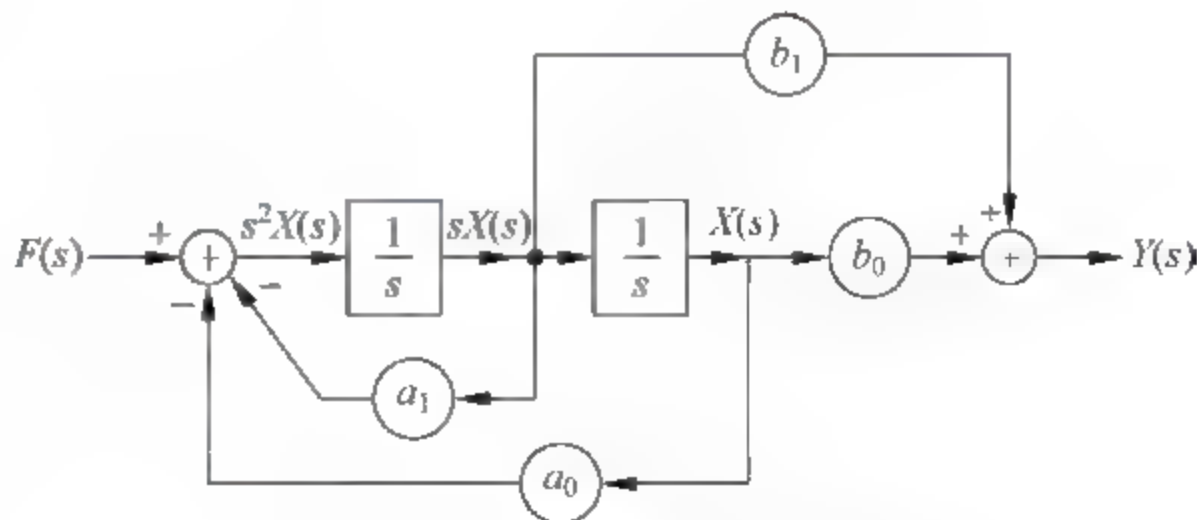 b₁
F(s) + + s²X(s) 1/s sX(s) 1/s X(s) b₀ + + + Y(s)
− −
a₁
a₀